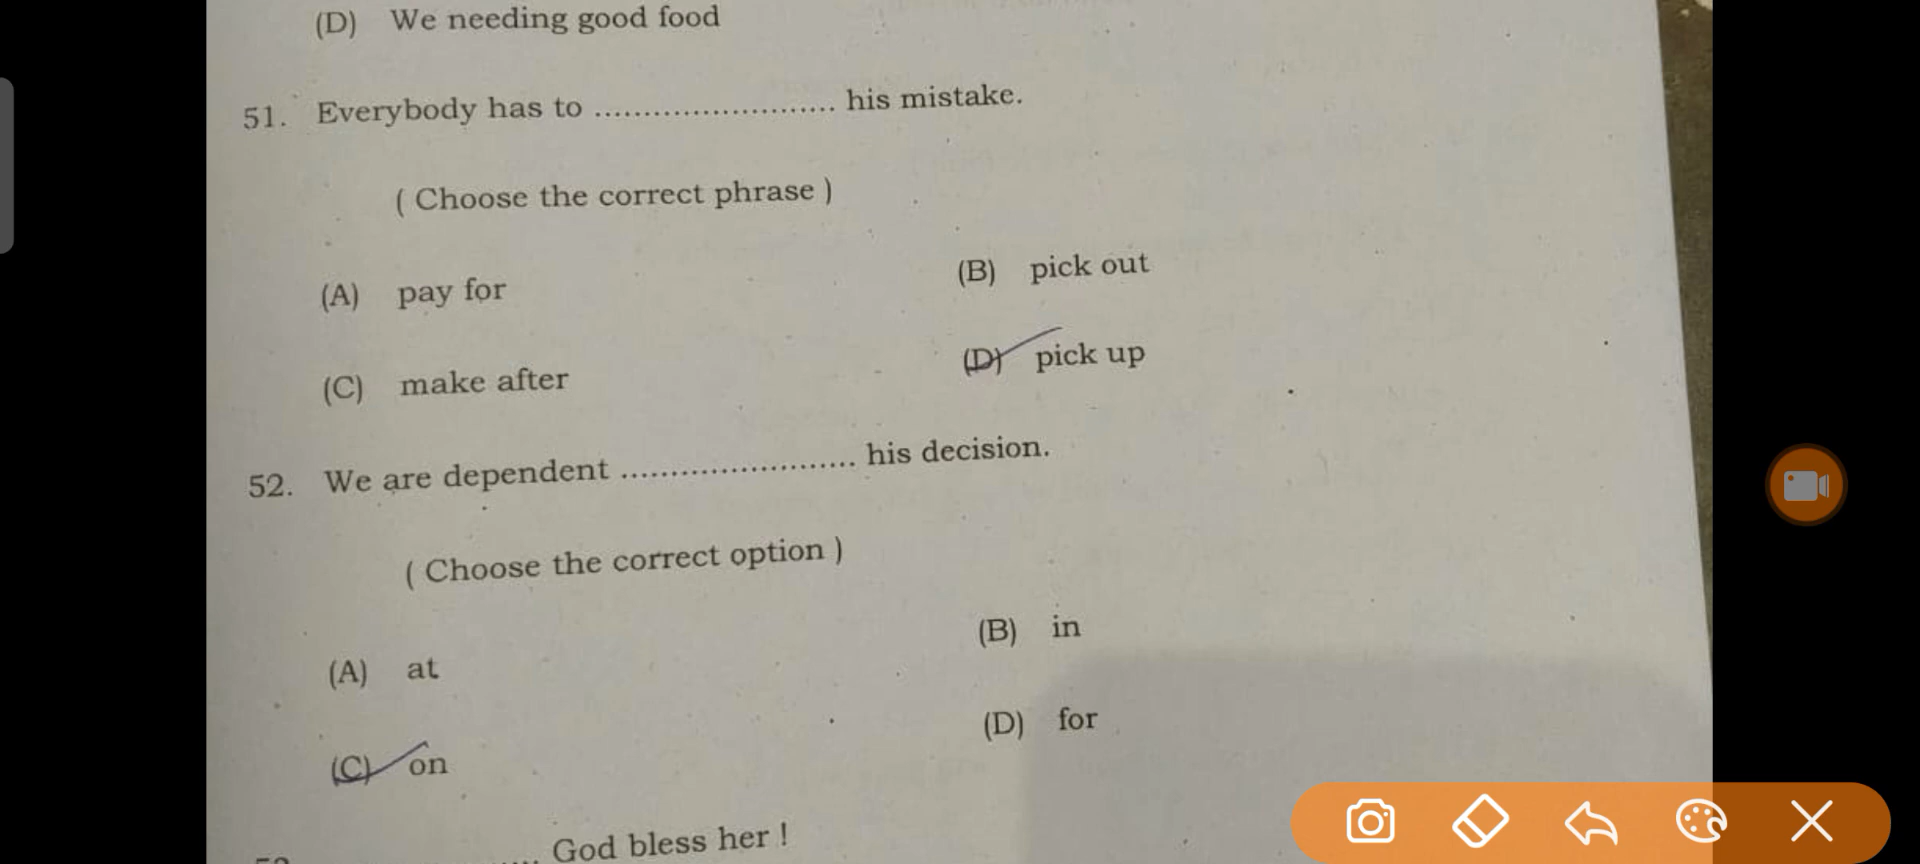 (D) We needing good food
51. Everybody has to ........................ his mistake.
( Choose the correct phrase )
(A) pay for (B) pick out
(C) make after (D) pick up
52. We are dependent ........................ his decision.
( Choose the correct option )
(A) at (B) in
(C) on (D) for
God bless her !